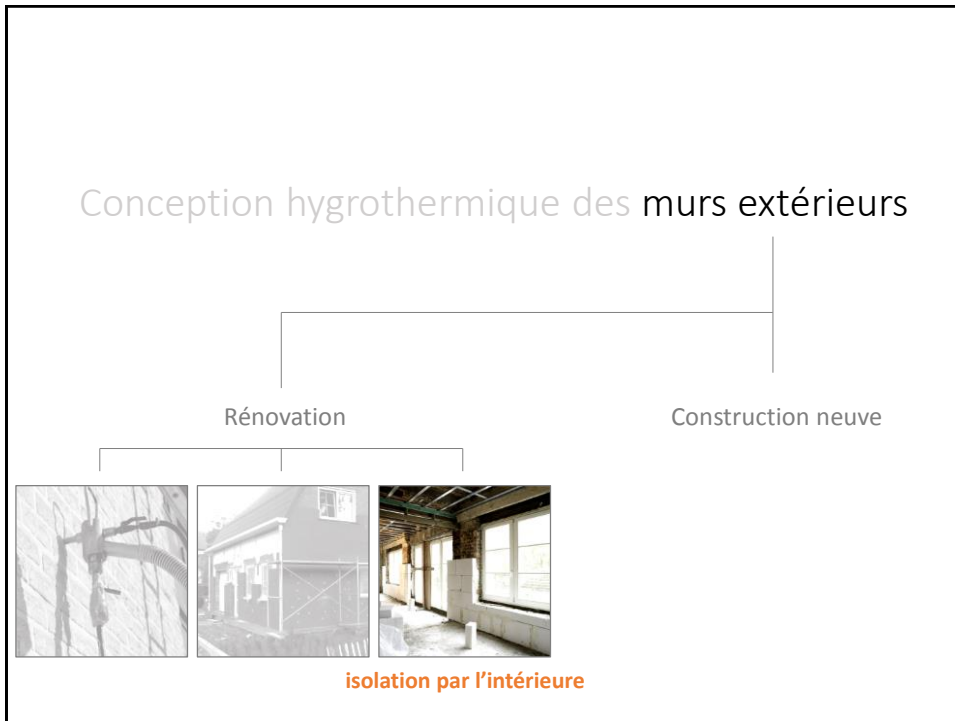 Conception hygrothermique des murs extérieurs
Rénovation
Construction neuve
isolation par l'intérieure